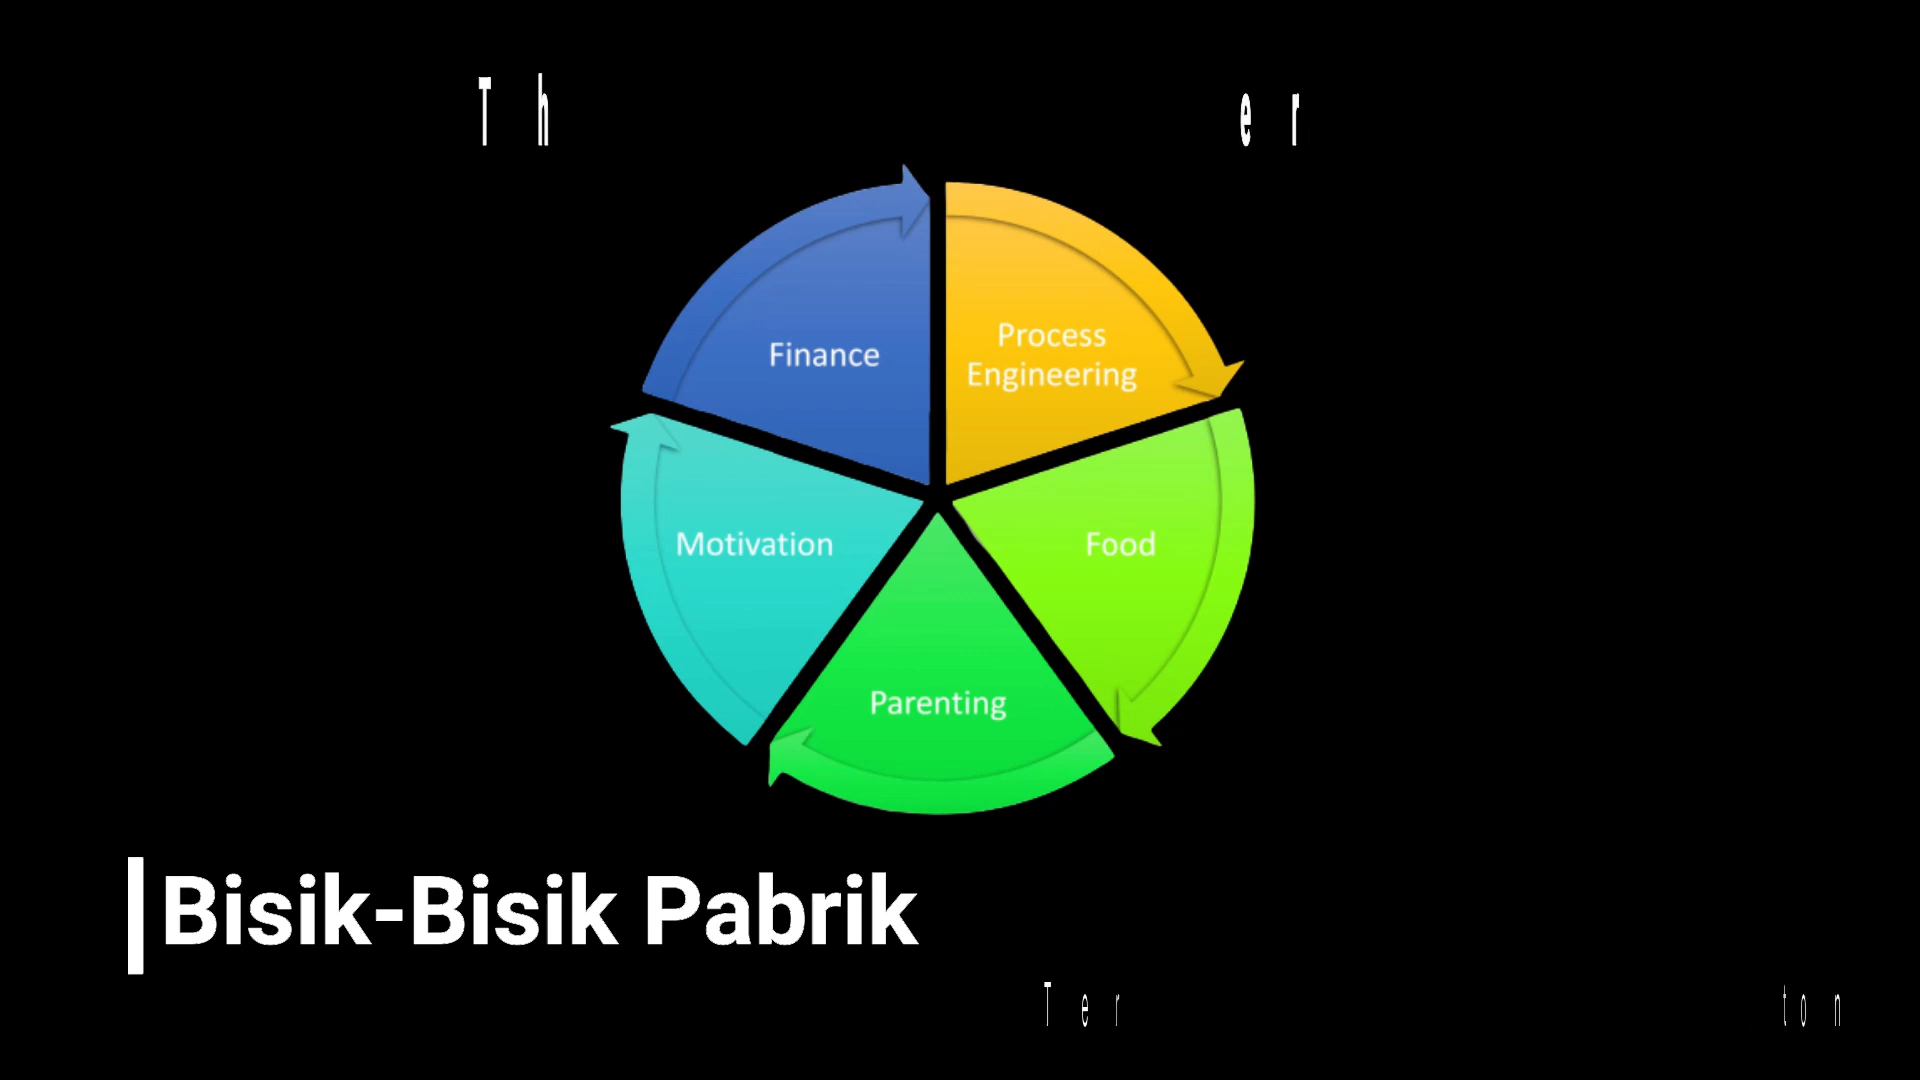 T h e r
Finance
Process
Engineering
Motivation
Food
Parenting
Bisik-Bisik Pabrik
T e r t o n